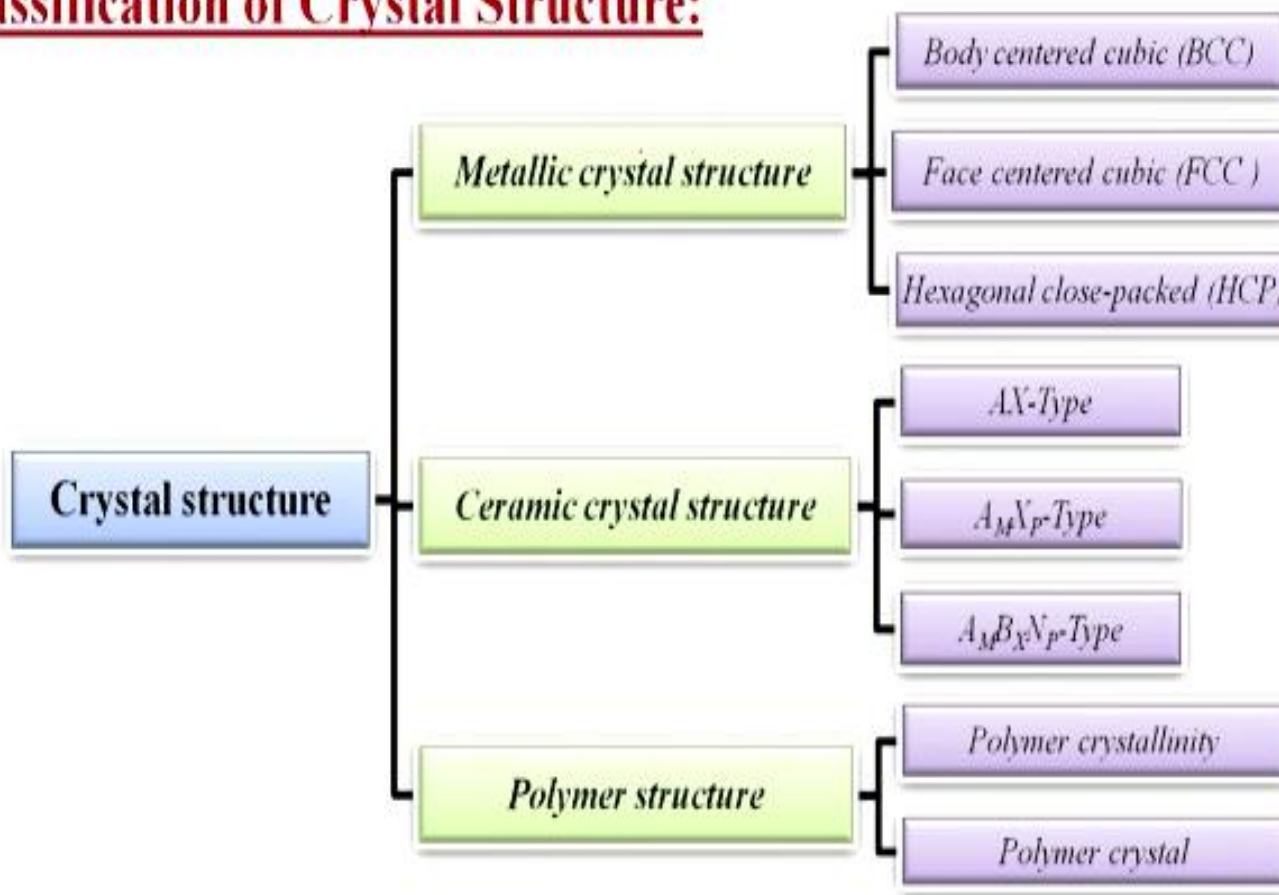 ssification of Crystal Structure:
Body centered cubic (BCC)
Metallic crystal structure
Face centered cubic (FCC )
Hexagonal close-packed (HCP)
Crystal structure
Ceramic crystal structure
AX-Type
AMXP-Type
AMBXNP-Type
Polymer structure
Polymer crystallinity
Polymer crystal